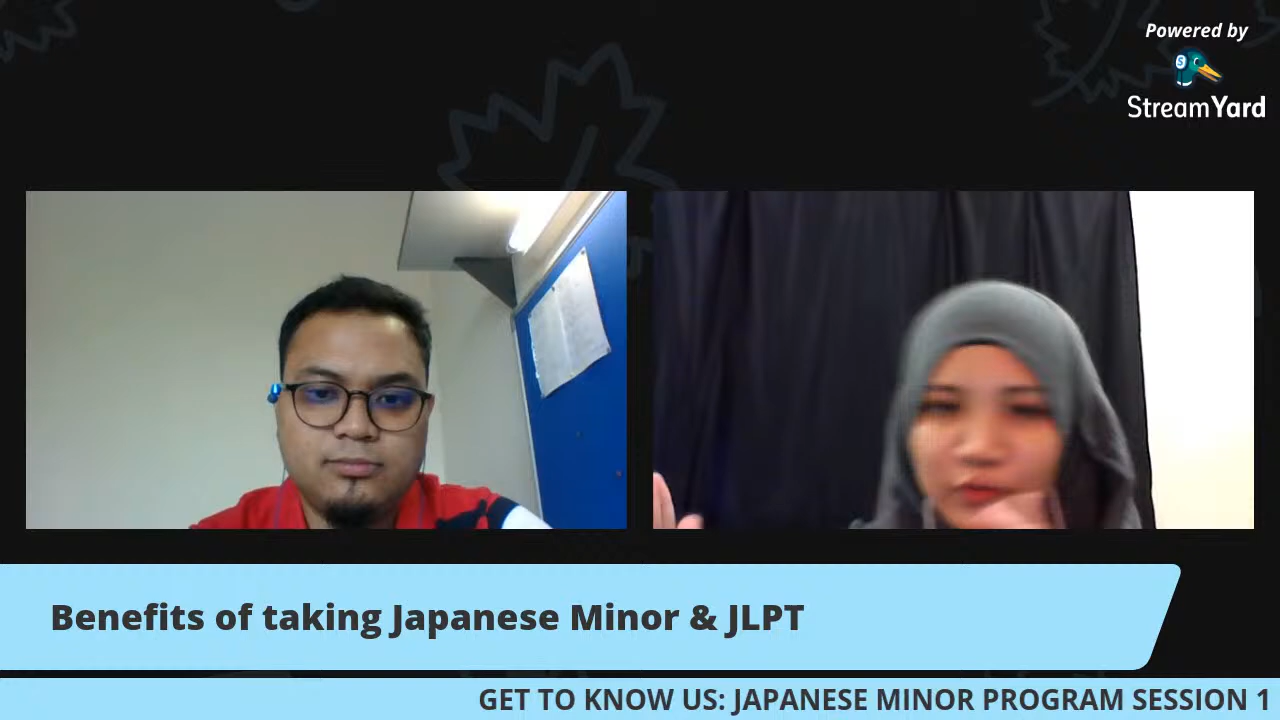 Powered by
StreamYard
Benefits of taking Japanese Minor & JLPT
GET TO KNOW US: JAPANESE MINOR PROGRAM SESSION 1